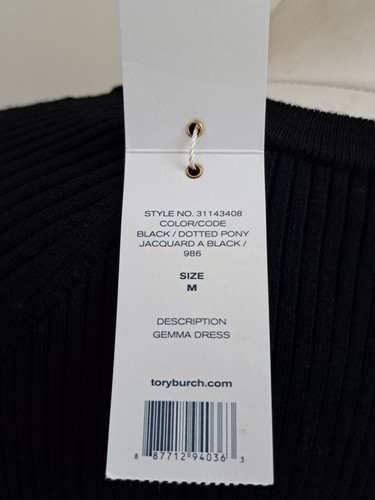 STYLE NO. 31143408
COLOR/CODE
BLACK / DOTTED PONY
JACQUARD A BLACK /
986
SIZE
M
DESCRIPTION
GEMMA DRESS
toryburch.com
8 87712 94036 3